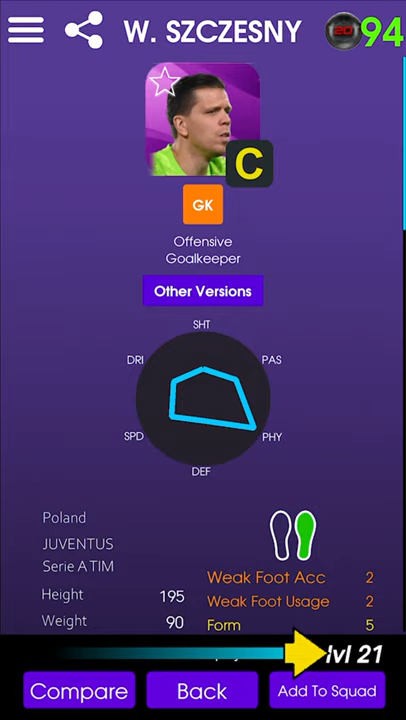 W. SZCZESNY
20
94
C
GK
Offensive
Goalkeeper
Other Versions
SHT
DRI
PAS
SPD
PHY
DEF
Poland
JUVENTUS
Serie A TIM
Height 195
Weight 90
Weak Foot Acc 2
Weak Foot Usage 2
Form 5
lvl 21
Compare
Back
Add To Squad